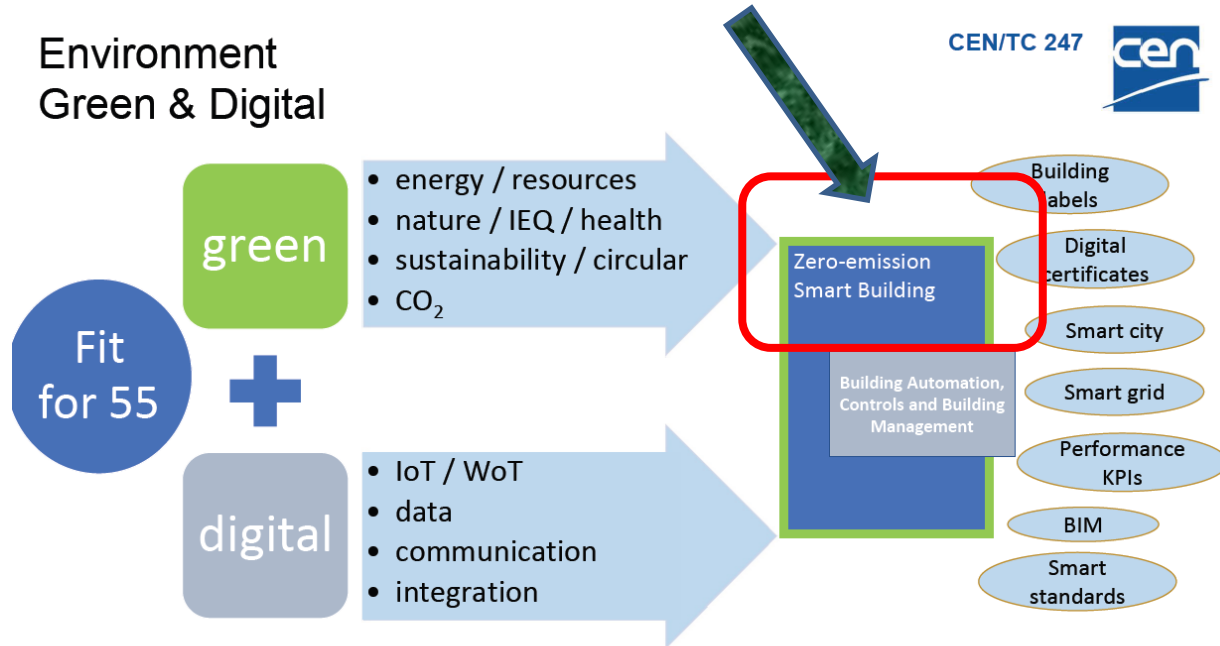 Environment
Green & Digital
CEN/TC 247
cen
Fit
for 55
green
• energy / resources
• nature / IEQ / health
• sustainability / circular
• CO₂
digital
• IoT / WoT
• data
• communication
• integration
Zero-emission
Smart Building
Building Automation,
Controls and Building
Management
Building
labels
Digital
certificates
Smart city
Smart grid
Performance
KPIs
BIM
Smart
standards